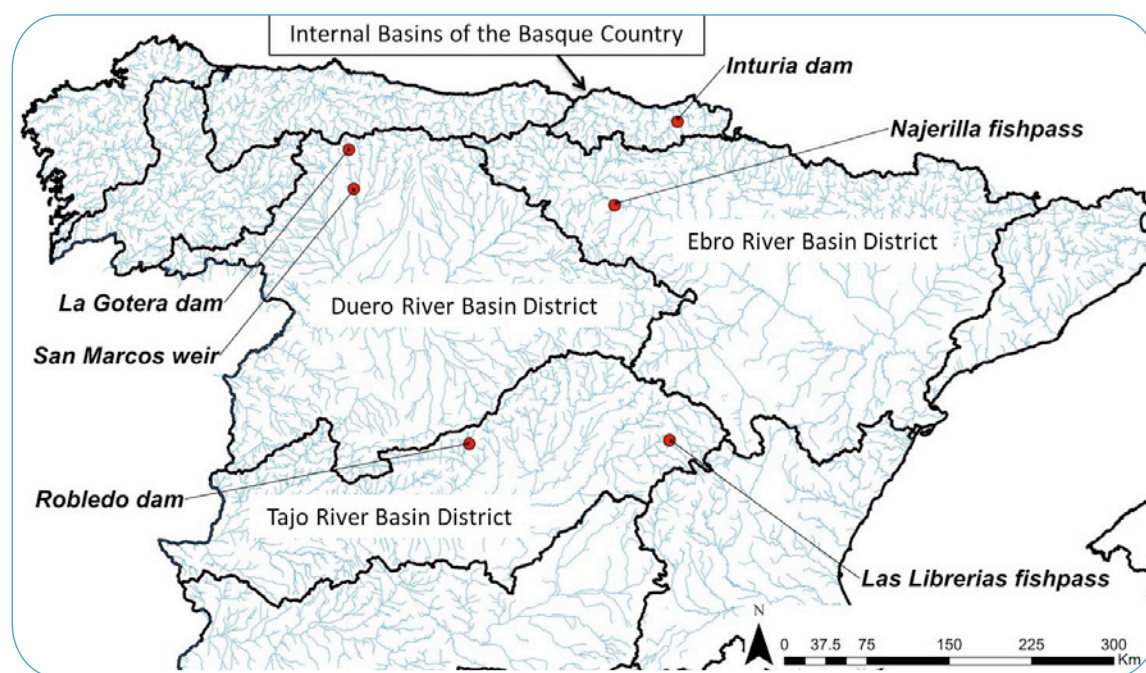 Internal Basins of the Basque Country
Inturia dam
Najerilla fishpass
Ebro River Basin District
La Gotera dam
Duero River Basin District
San Marcos weir
Robledo dam
Tajo River Basin District
Las Librerias fishpass
N
0 37.5 75 150 225 300
Km